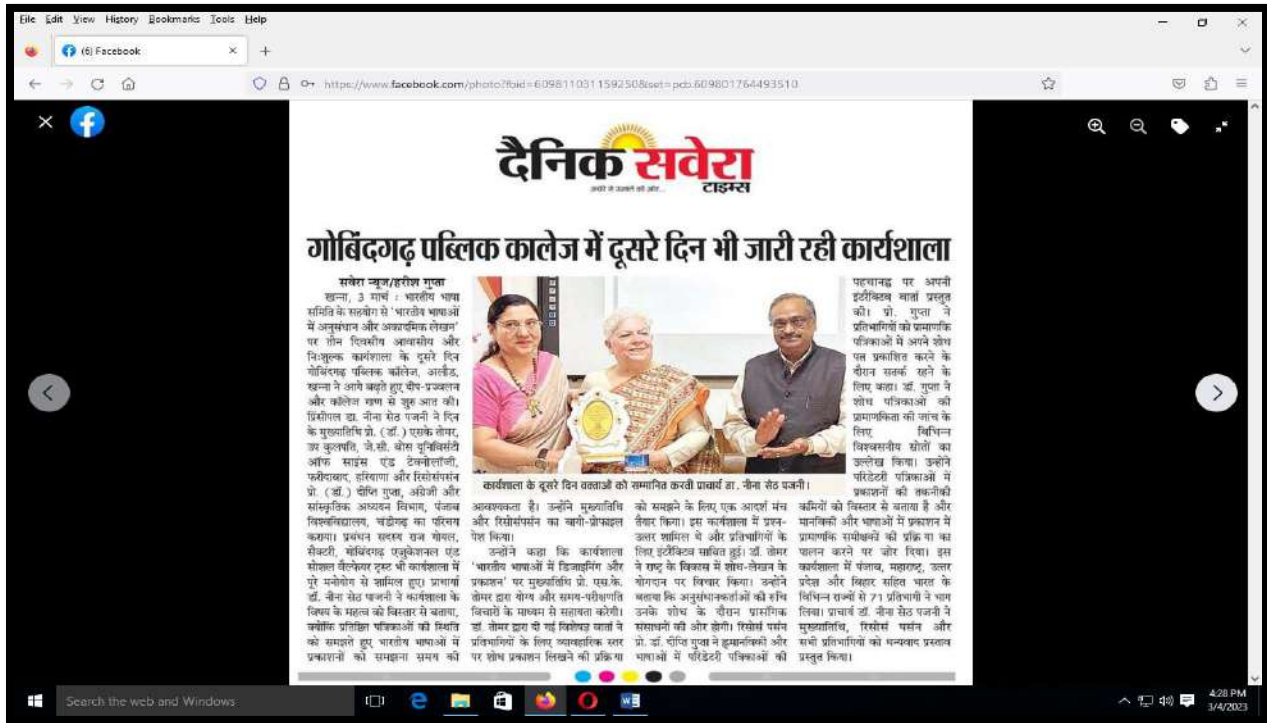 File Edit View History Bookmarks Tools Help
(6) Facebook
https://www.facebook.com/photo?fbid=609811031159250&set=pcb.609801764493510
दैनिक सवेरा
टाइम्स
गोबिंदगढ़ पब्लिक कालेज में दूसरे दिन भी जारी रही कार्यशाला
सवेरा न्यूज/हरीश गुप्ता
खन्ना, 3 मार्च : भारतीय भाषा
समिति के सहयोग से 'भारतीय भाषाओं
में अनुसंधान और अकादमिक लेखन'
पर तीन दिवसीय आवासीय और
निःशुल्क कार्यशाला के दूसरे दिन
गोबिंदगढ़ पब्लिक कॉलेज, अलौड़,
खन्ना ने आगे बढ़ते हुए दीप-प्रज्वलन
और कॉलेज गाण से शुरु आत की।
प्रिंसीपल डा. नीना सेठ पजनी ने दिन
के मुख्यातिथि प्रो. (डॉ.) एसके तोमर,
उप कुलपति, जे.सी. बोस यूनिवर्सिटी
ऑफ साइंस एंड टेक्नोलॉजी,
फरीदाबाद, हरियाणा और रिसोर्सपर्सन
प्रो. (डॉ.) दीप्ति गुप्ता, अंग्रेजी और
सांस्कृतिक अध्ययन विभाग, पंजाब
विश्वविद्यालय, चंडीगढ़ का परिचय
कराया। प्रबंधन सदस्य राज गोयल,
सैक्टरी, गोबिंदगढ़ एजुकेशनल एंड
सोशल वैल्फेयर ट्रस्ट भी कार्यशाला में
पूरे मनोयोग से शामिल हुए। प्राचार्या
डॉ. नीना सेठ पाजनी ने कार्यशाला के
विषय के महत्व को विस्तार से बताया,
क्योंकि प्रतिष्ठित पत्रिकाओं की स्थिति
को समझते हुए भारतीय भाषाओं में
प्रकाशनों को समझना समय की
कार्यशाला के दूसरे दिन वक्ताओं को सम्मानित करती प्राचार्य डा. नीना सेठ पजनी।
आवश्यकता है। उन्होंने मुख्यातिथि
और रिसोर्सपर्सन का बायो-प्रोफाइल
पेश किया।
उन्होंने कहा कि कार्यशाला
'भारतीय भाषाओं में डिजाइनिंग और
प्रकाशन' पर मुख्यातिथि प्रो. एस.के.
तोमर द्वारा योग्य और समय-परीक्षणति
विचारों के माध्यम से सहायता करेगी।
डॉ. तोमर द्वारा दी गई विशेषज्ञ वार्ता ने
प्रतिभागियों के लिए व्यावहारिक स्तर
पर शोध प्रकाशन लिखने की प्रक्रि या
को समझने के लिए एक आदर्श मंच
तैयार किया। इस कार्यशाला में प्रश्न-
उत्तर शामिल थे और प्रतिभागियों के
लिए इंटरैक्टिव साबित हुई। डॉ. तोमर
ने राष्ट्र के विकास में शोध-लेखन के
योगदान पर विचार किया। उन्होंने
बताया कि अनुसंधानकर्ताओं की रुचि
उनके शोध के दौरान प्रासंगिक
संसाधनों की ओर होगी। रिसोर्स पर्सन
प्रो. डॉ. दीप्ति गुप्ता ने ह्रमानविकी और
भाषाओं में परिडेटरी पत्रिकाओं की
पहचानह्र पर अपनी
इंटरैक्टिव वार्ता प्रस्तुत
की। प्रो. गुप्ता ने
प्रतिभागियों को प्रामाणकि
पत्रिकाओं में अपने शोध
पत्र प्रकाशित करने के
दौरान सतर्क रहने के
लिए कहा। डॉ. गुप्ता ने
शोध पत्रिकाओं की
प्रामाणकिता की जांच के
लिए विभिन्न
विश्वसनीय स्रोतों का
उल्लेख किया। उन्होंने
परिडेटरी पत्रिकाओं में
प्रकाशनों की तकनीकी
कमियों को विस्तार से बताया है और
मानविकी और भाषाओं में प्रकाशन में
प्रामाणकि समीक्षकों की प्रक्रि या का
पालन करने पर जोर दिया। इस
कार्यशाला में पंजाब, महाराष्ट्र, उत्तर
प्रदेश और बिहार सहित भारत के
विभिन्न राज्यों से 71 प्रतिभागी ने भाग
लिया। प्राचार्य डॉ. नीना सेठ पजनी ने
मुख्यातिथि, रिसोर्स पर्सन और
सभी प्रतिभागियों को धन्यवाद प्रस्ताव
प्रस्तुत किया।
Search the web and Windows
4:28 PM
3/4/2023